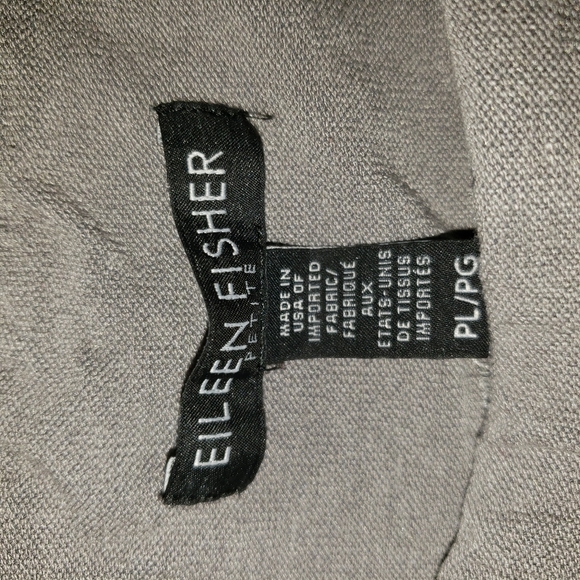 EILEEN FISHER
PETITE
MADE IN
USA OF
IMPORTED
FABRIC/
FABRIQUÉ
AUX
ETATS-UNIS
DE TISSUS
IMPORTÉS
PL/PG